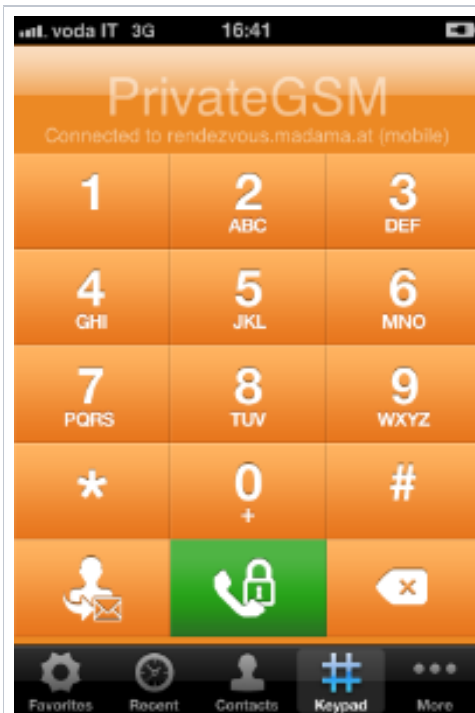 voda IT 3G 16:41
PrivateGSM
Connected to rendezvous.madama.at (mobile)
1 2 3
ABC DEF
4 5 6
GHI JKL MNO
7 8 9
PQRS TUV WXYZ
* 0 #
+
Favorites Recent Contacts Keypad More